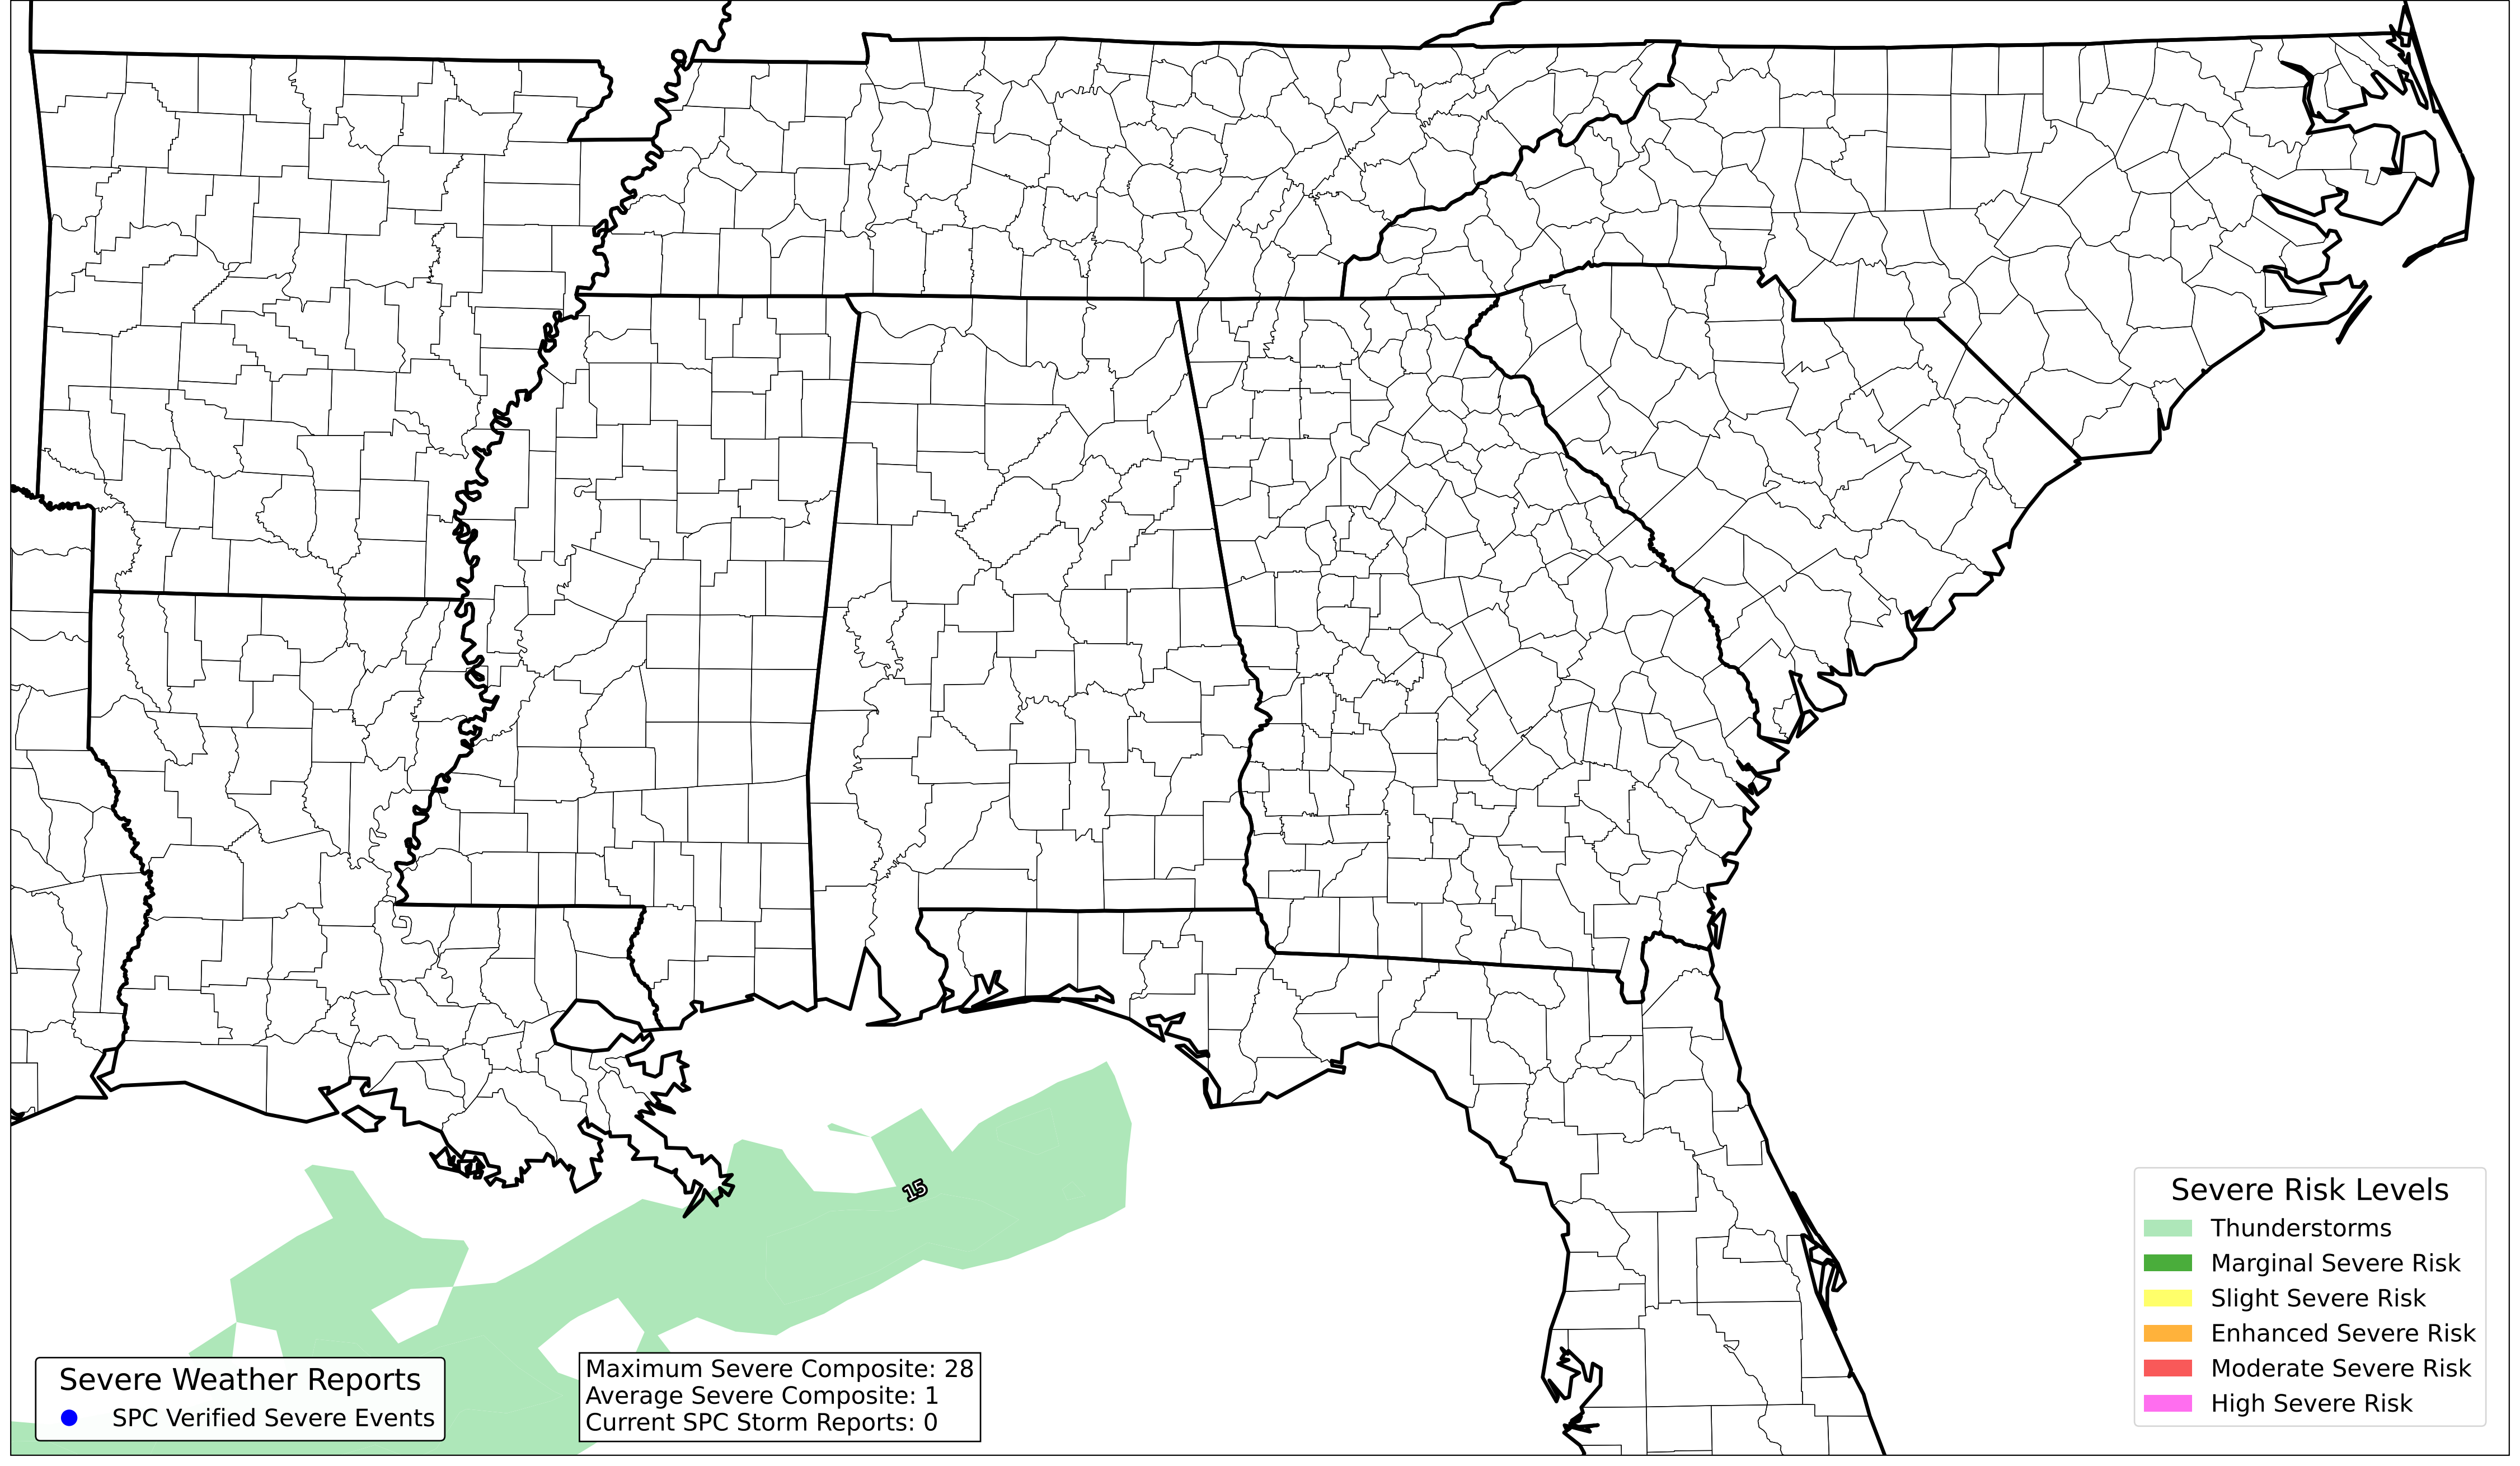 15
Severe Weather Reports
SPC Verified Severe Events
Maximum Severe Composite: 28
Average Severe Composite: 1
Current SPC Storm Reports: 0
Severe Risk Levels
Thunderstorms
Marginal Severe Risk
Slight Severe Risk
Enhanced Severe Risk
Moderate Severe Risk
High Severe Risk